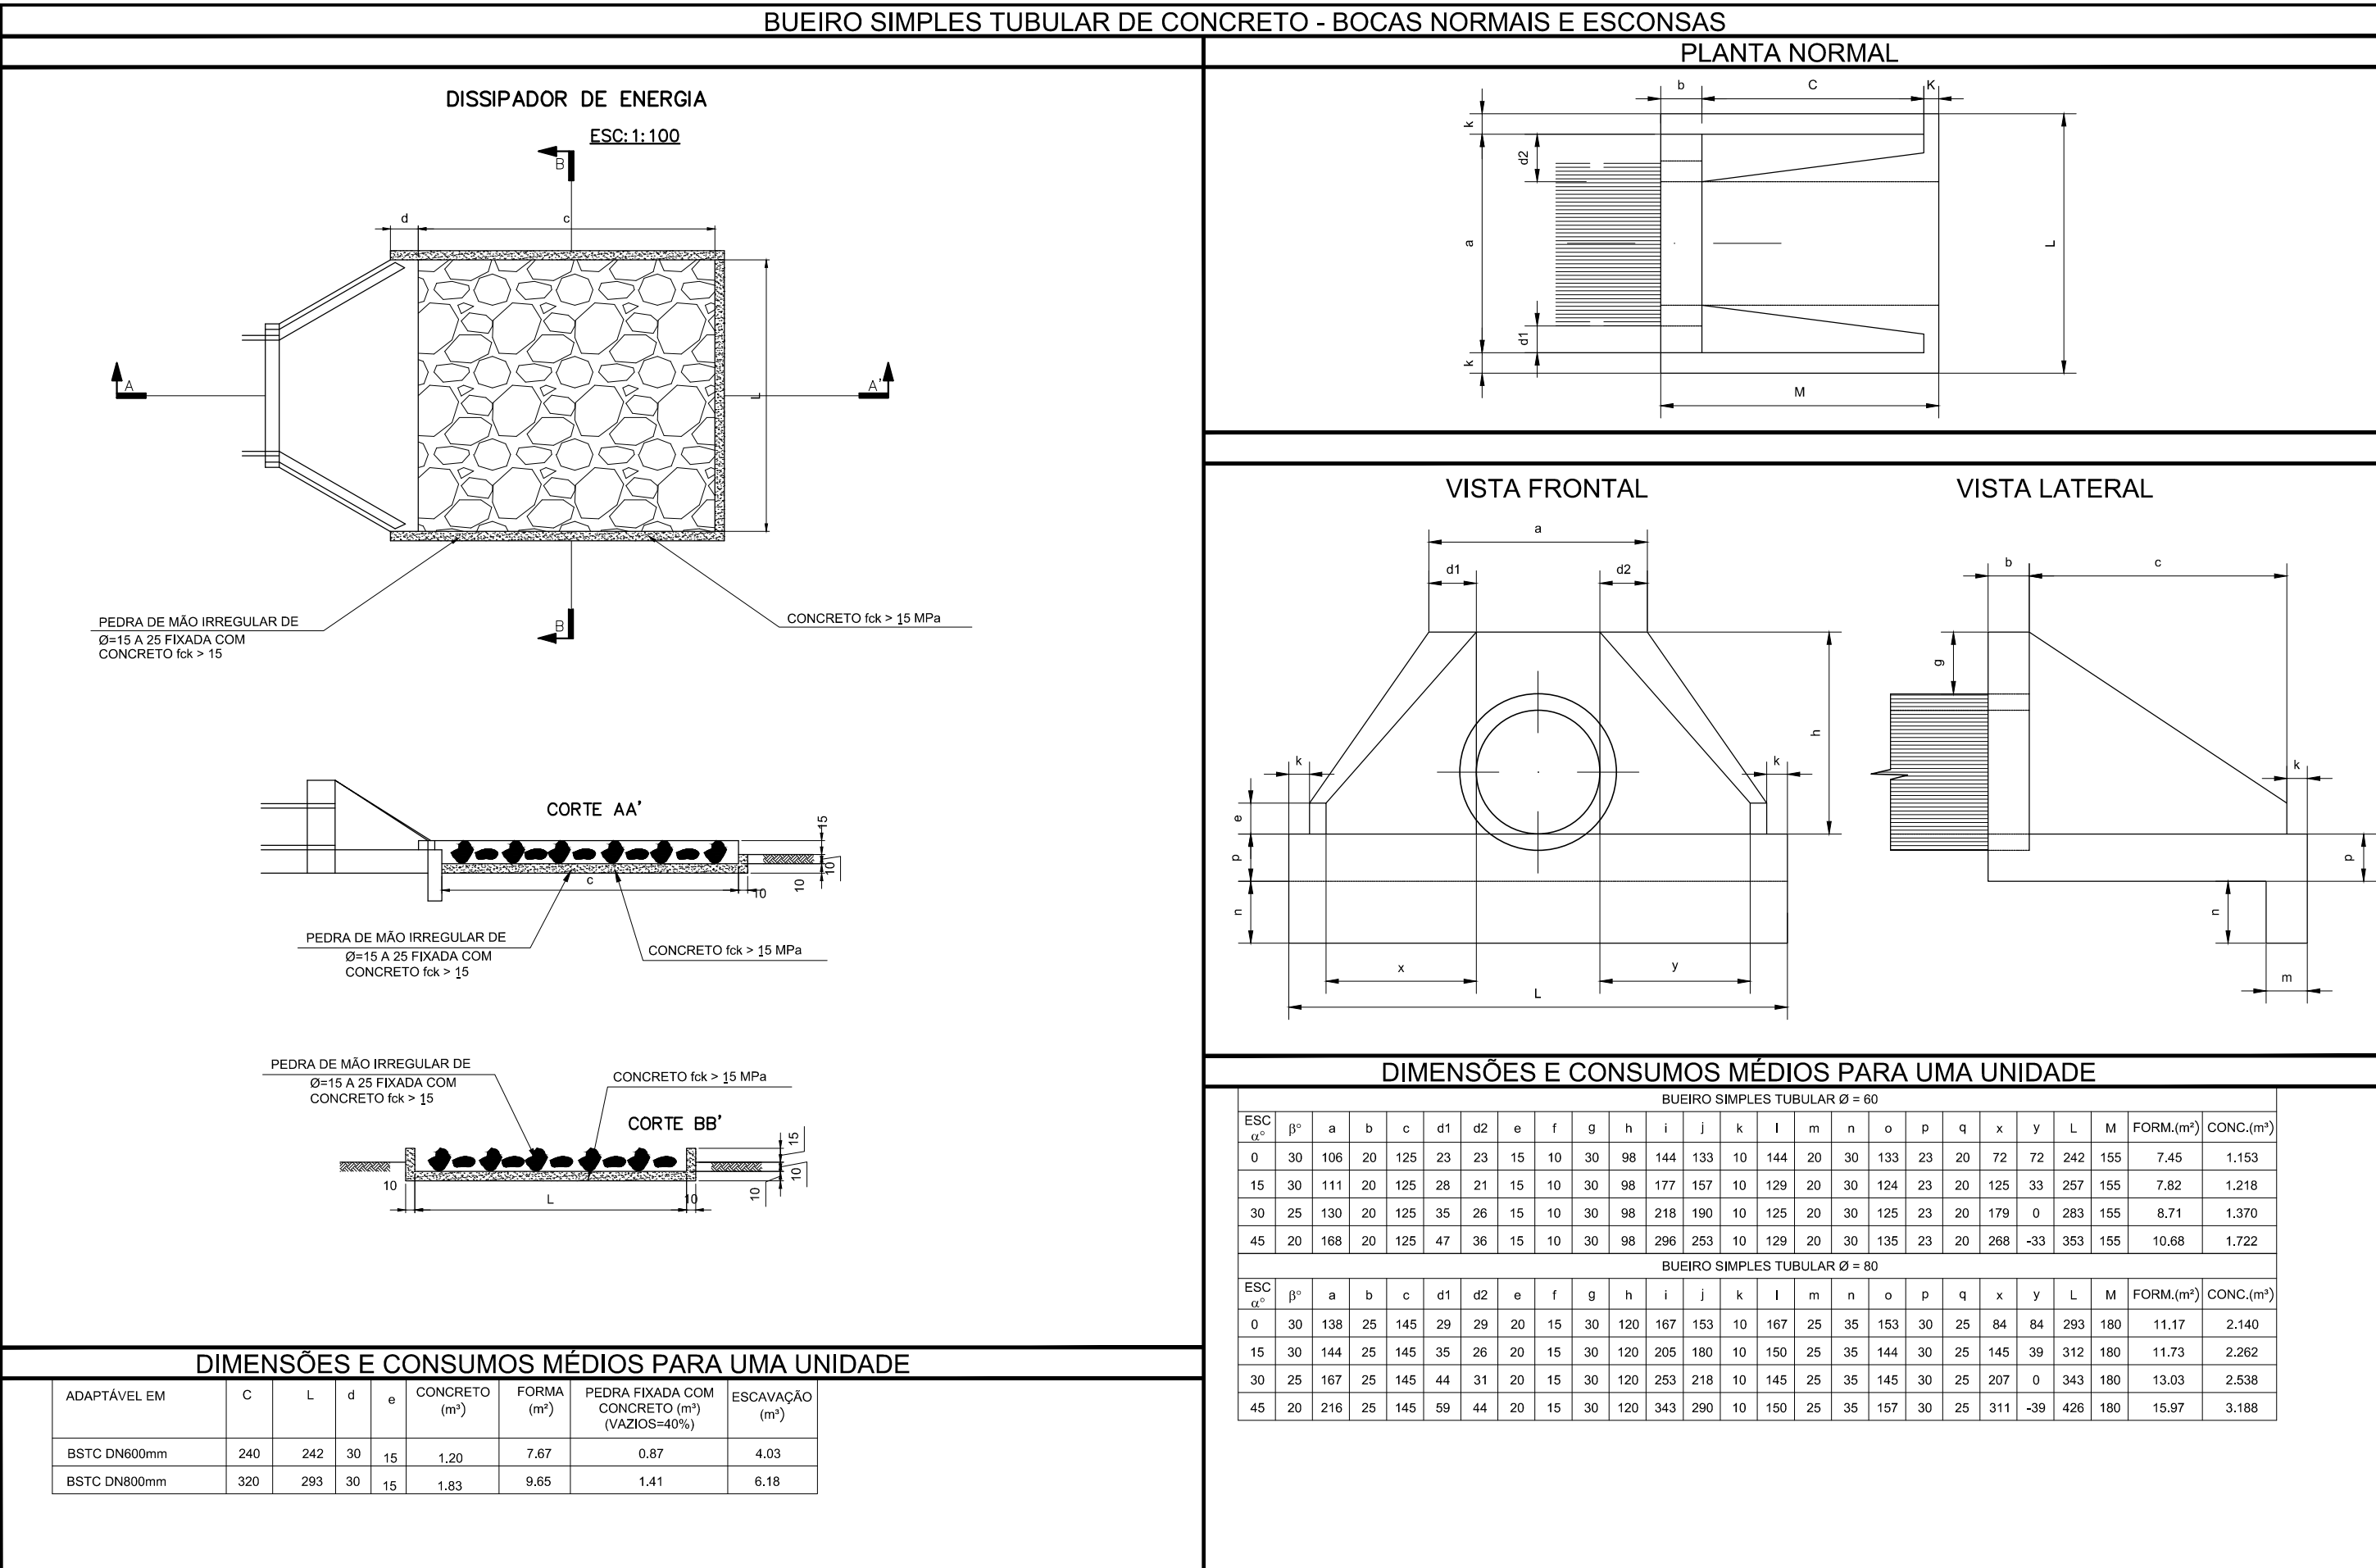 BUEIRO SIMPLES TUBULAR DE CONCRETO - BOCAS NORMAIS E ESCONSAS
DISSIPADOR DE ENERGIA
ESC:1:100
B
d c
A A'
L
B
PEDRA DE MÃO IRREGULAR DE
Ø=15 A 25 FIXADA COM
CONCRETO fck > 15
CONCRETO fck > 15 MPa
CORTE AA'
15
10
10
c
10
PEDRA DE MÃO IRREGULAR DE
Ø=15 A 25 FIXADA COM
CONCRETO fck > 15
CONCRETO fck > 15 MPa
PEDRA DE MÃO IRREGULAR DE
Ø=15 A 25 FIXADA COM
CONCRETO fck > 15
CONCRETO fck > 15 MPa
CORTE BB'
15
10
10
10 L 10
DIMENSÕES E CONSUMOS MÉDIOS PARA UMA UNIDADE
ADAPTÁVEL EM C L d e CONCRETO (m³) FORMA (m²) PEDRA FIXADA COM CONCRETO (m³) (VAZIOS=40%) ESCAVAÇÃO (m³)
BSTC DN600mm 240 242 30 15 1.20 7.67 0.87 4.03
BSTC DN800mm 320 293 30 15 1.83 9.65 1.41 6.18
PLANTA NORMAL
b C K
k
d2
a
L
d1
k
M
VISTA FRONTAL
a
d1 d2
h
k k
e
p
n
x y
L
VISTA LATERAL
b c
g
k
p
n
m
DIMENSÕES E CONSUMOS MÉDIOS PARA UMA UNIDADE
BUEIRO SIMPLES TUBULAR Ø = 60
ESC α° β° a b c d1 d2 e f g h i j k l m n o p q x y L M FORM.(m²) CONC.(m³)
0 30 106 20 125 23 23 15 10 30 98 144 133 10 144 20 30 133 23 20 72 72 242 155 7.45 1.153
15 30 111 20 125 28 21 15 10 30 98 177 157 10 129 20 30 124 23 20 125 33 257 155 7.82 1.218
30 25 130 20 125 35 26 15 10 30 98 218 190 10 125 20 30 125 23 20 179 0 283 155 8.71 1.370
45 20 168 20 125 47 36 15 10 30 98 296 253 10 129 20 30 135 23 20 268 -33 353 155 10.68 1.722
BUEIRO SIMPLES TUBULAR Ø = 80
ESC α° β° a b c d1 d2 e f g h i j k l m n o p q x y L M FORM.(m²) CONC.(m³)
0 30 138 25 145 29 29 20 15 30 120 167 153 10 167 25 35 153 30 25 84 84 293 180 11.17 2.140
15 30 144 25 145 35 26 20 15 30 120 205 180 10 150 25 35 144 30 25 145 39 312 180 11.73 2.262
30 25 167 25 145 44 31 20 15 30 120 253 218 10 145 25 35 145 30 25 207 0 343 180 13.03 2.538
45 20 216 25 145 59 44 20 15 30 120 343 290 10 150 25 35 157 30 25 311 -39 426 180 15.97 3.188